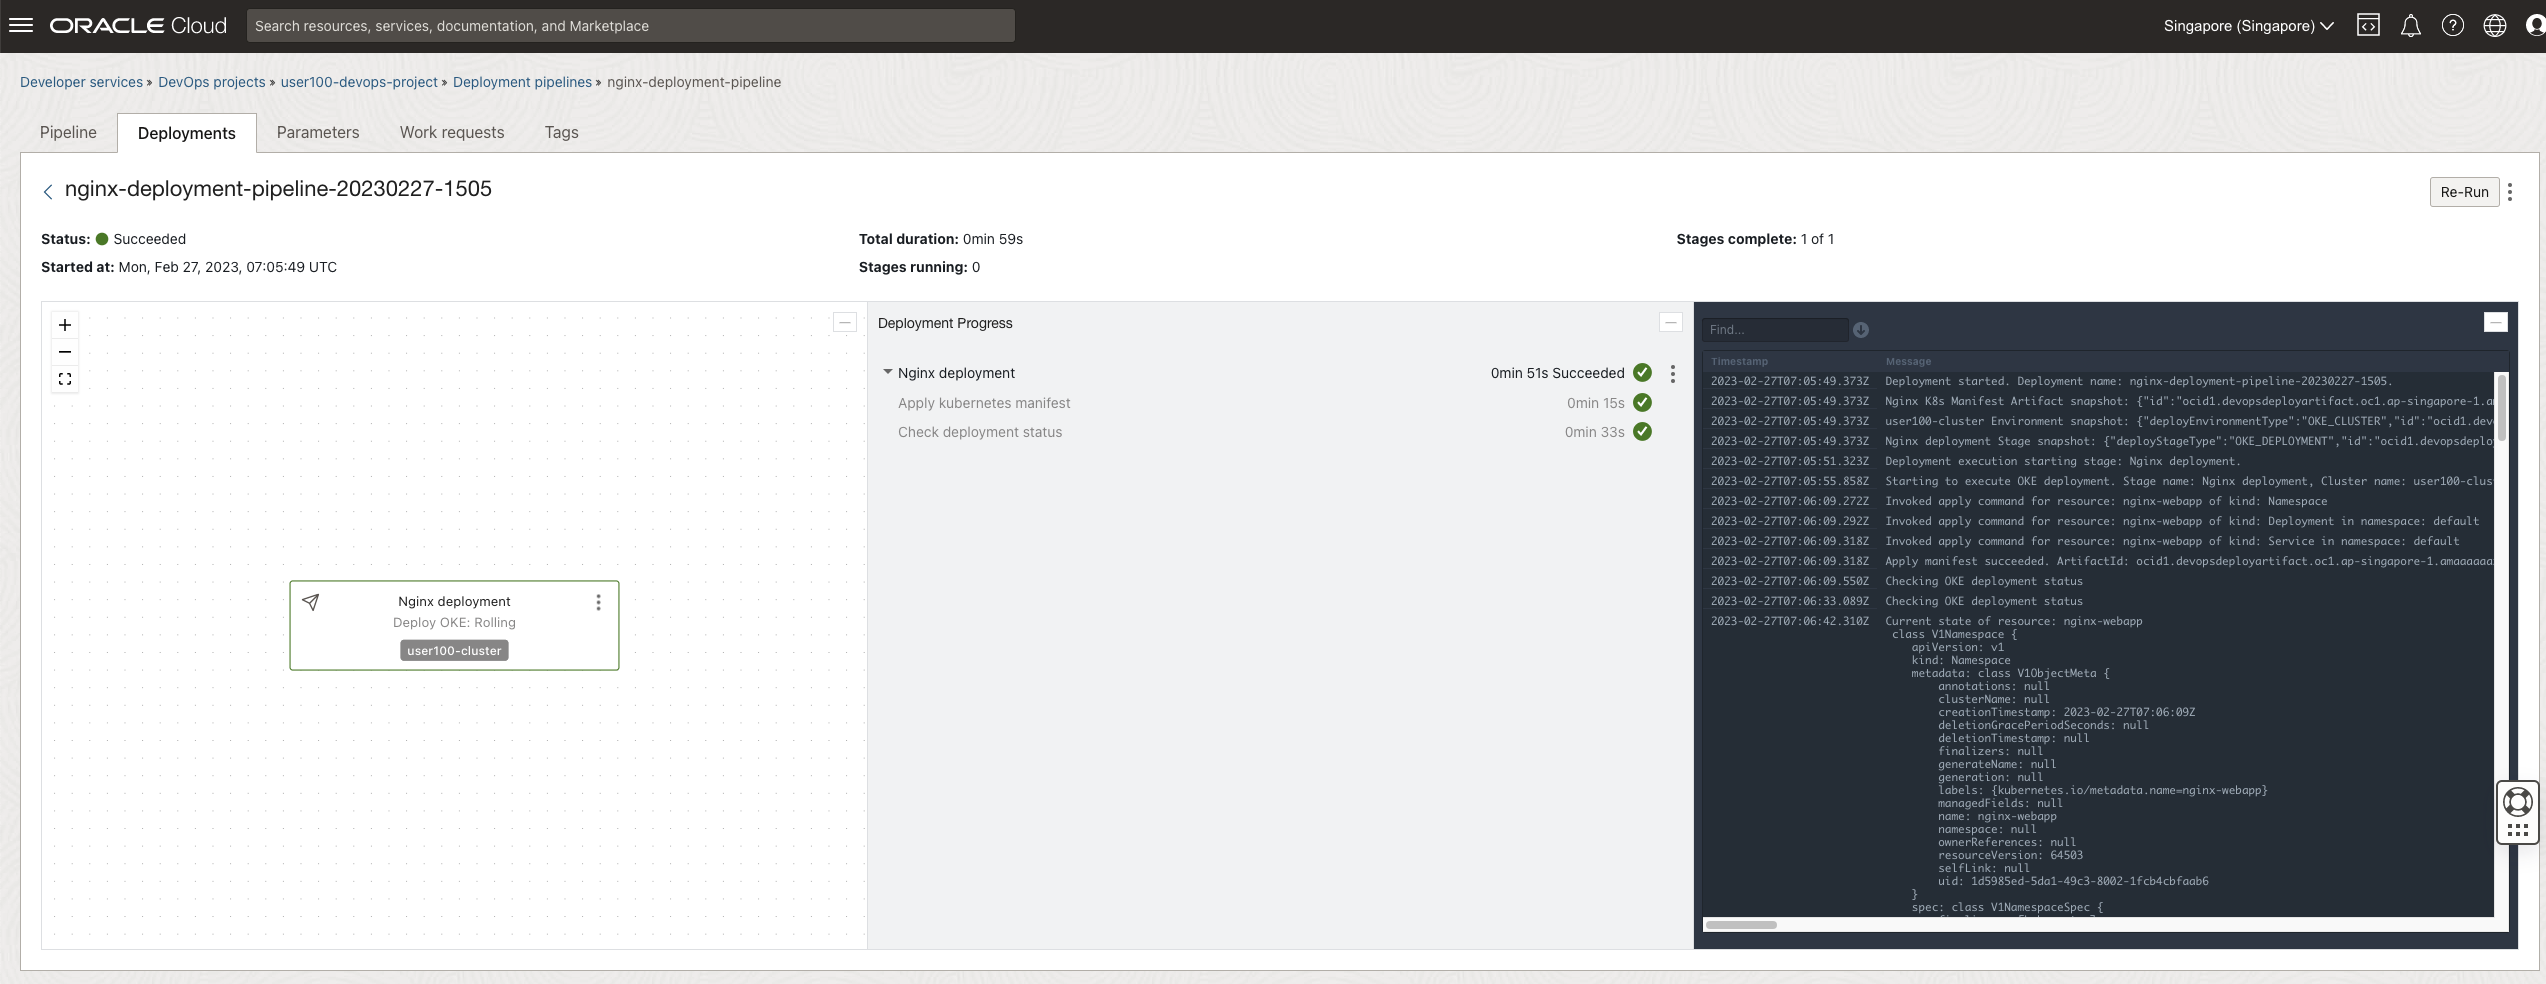 ORACLE Cloud
Search resources, services, documentation, and Marketplace
Singapore (Singapore)
Developer services » DevOps projects » user100-devops-project » Deployment pipelines » nginx-deployment-pipeline
Pipeline
Deployments
Parameters
Work requests
Tags
nginx-deployment-pipeline-20230227-1505
Re-Run
Status: Succeeded
Total duration: 0min 59s
Stages complete: 1 of 1
Started at: Mon, Feb 27, 2023, 07:05:49 UTC
Stages running: 0
Nginx deployment
Deploy OKE: Rolling
user100-cluster
Deployment Progress
Nginx deployment 0min 51s Succeeded
Apply kubernetes manifest 0min 15s
Check deployment status 0min 33s
Find...
Timestamp Message
2023-02-27T07:05:49.373Z Deployment started. Deployment name: nginx-deployment-pipeline-20230227-1505.
2023-02-27T07:05:49.373Z Nginx K8s Manifest Artifact snapshot: {"id":"ocid1.devopsdeployartifact.oc1.ap-singapore-1.am
2023-02-27T07:05:49.373Z user100-cluster Environment snapshot: {"deployEnvironmentType":"OKE_CLUSTER","id":"ocid1.dev
2023-02-27T07:05:49.373Z Nginx deployment Stage snapshot: {"deployStageType":"OKE_DEPLOYMENT","id":"ocid1.devopsdeplo
2023-02-27T07:05:51.323Z Deployment execution starting stage: Nginx deployment.
2023-02-27T07:05:55.858Z Starting to execute OKE deployment. Stage name: Nginx deployment, Cluster name: user100-clus
2023-02-27T07:06:09.272Z Invoked apply command for resource: nginx-webapp of kind: Namespace
2023-02-27T07:06:09.292Z Invoked apply command for resource: nginx-webapp of kind: Deployment in namespace: default
2023-02-27T07:06:09.318Z Invoked apply command for resource: nginx-webapp of kind: Service in namespace: default
2023-02-27T07:06:09.318Z Apply manifest succeeded. ArtifactId: ocid1.devopsdeployartifact.oc1.ap-singapore-1.amaaaaaa
2023-02-27T07:06:09.550Z Checking OKE deployment status
2023-02-27T07:06:33.089Z Checking OKE deployment status
2023-02-27T07:06:42.310Z Current state of resource: nginx-webapp
class V1Namespace {
apiVersion: v1
kind: Namespace
metadata: class V1ObjectMeta {
annotations: null
clusterName: null
creationTimestamp: 2023-02-27T07:06:09Z
deletionGracePeriodSeconds: null
deletionTimestamp: null
finalizers: null
generateName: null
generation: null
labels: {kubernetes.io/metadata.name=nginx-webapp}
managedFields: null
name: nginx-webapp
namespace: null
ownerReferences: null
resourceVersion: 64503
selfLink: null
uid: 1d5985ed-5da1-49c3-8002-1fcb4cbfaab6
}
spec: class V1NamespaceSpec {